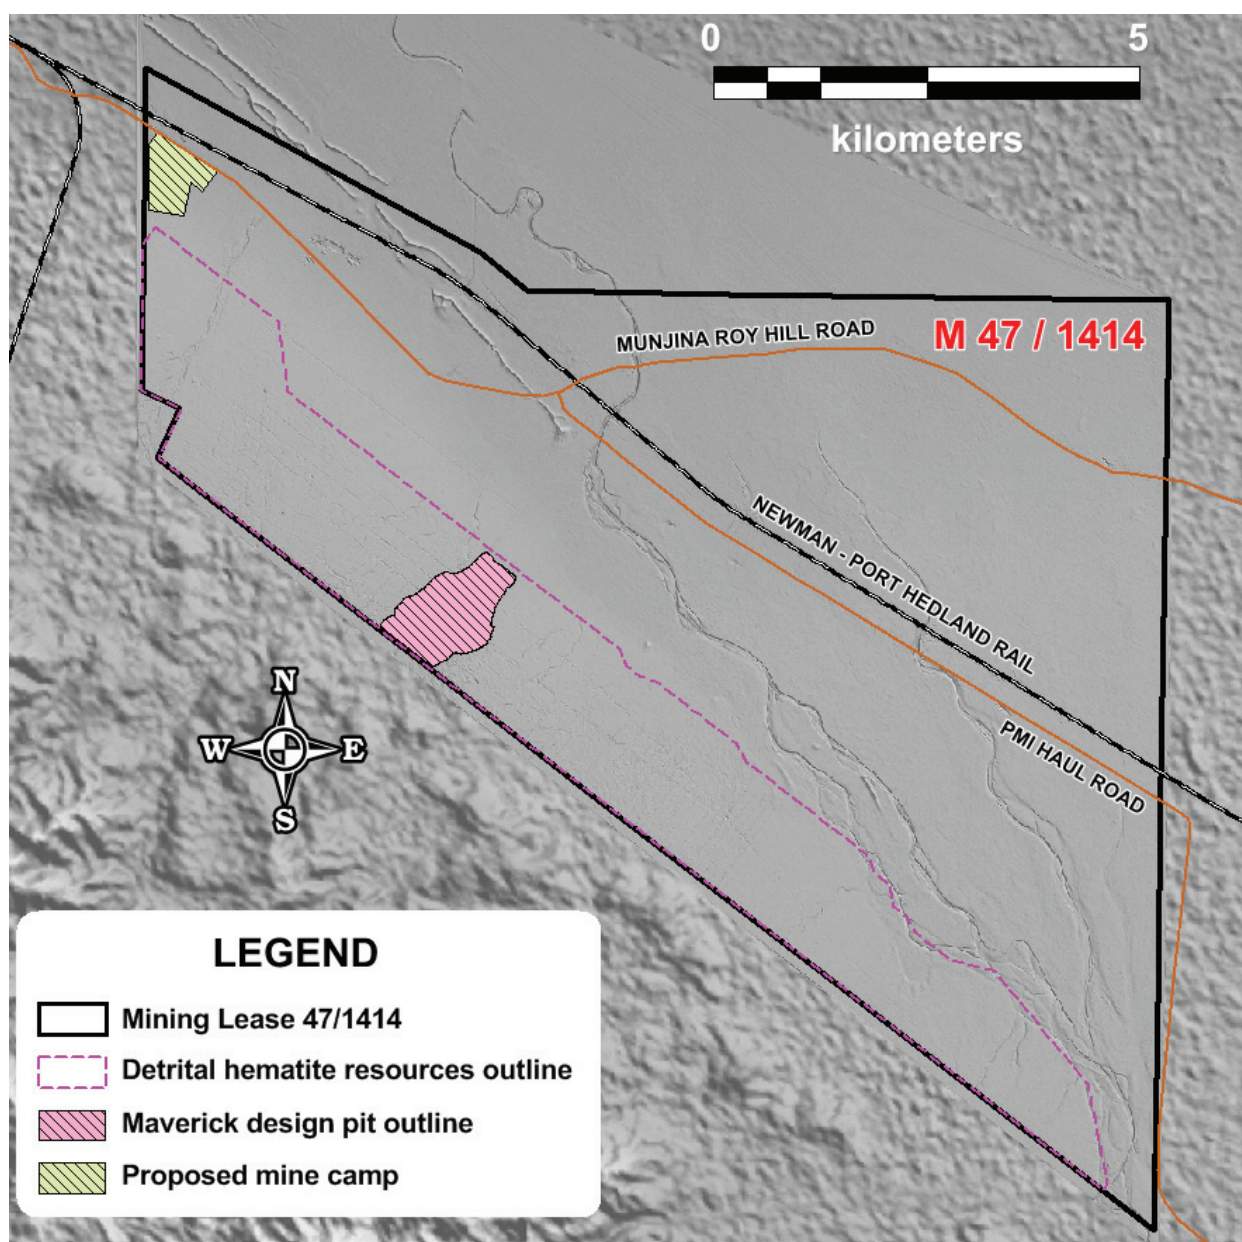 0 5
kilometers
M 47 / 1414
MUNJINA ROY HILL ROAD
NEWMAN - PORT HEDLAND RAIL
PMI HAUL ROAD
N
W E
S
LEGEND
Mining Lease 47/1414
Detrital hematite resources outline
Maverick design pit outline
Proposed mine camp